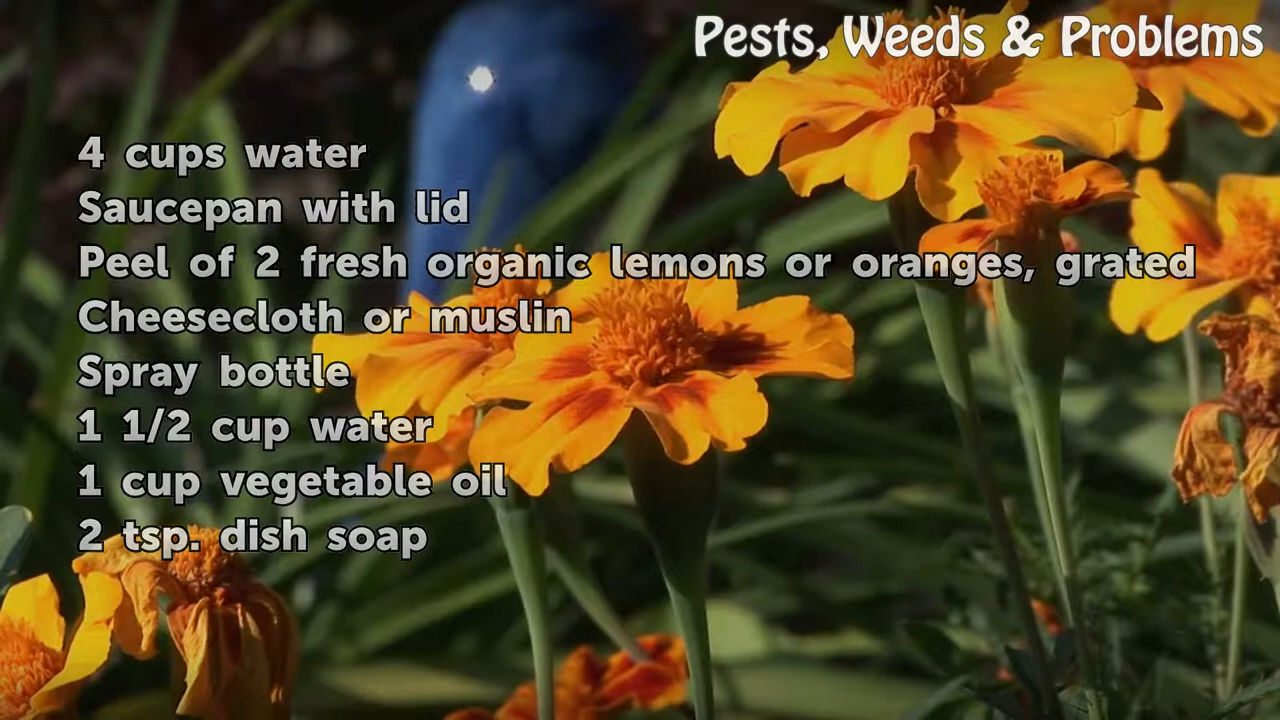 Pests, Weeds & Problems
4 cups water
Saucepan with lid
Peel of 2 fresh organic lemons or oranges, grated
Cheesecloth or muslin
Spray bottle
1 1/2 cup water
1 cup vegetable oil
2 tsp. dish soap